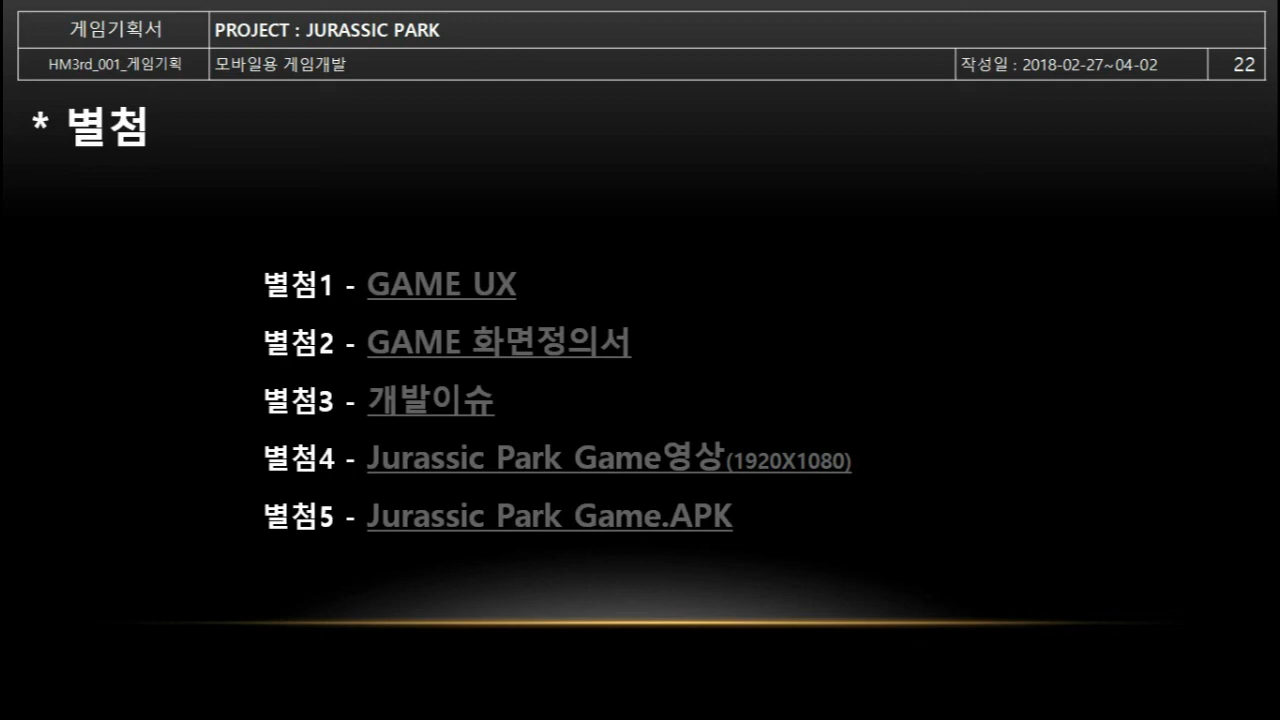 게임기획서 PROJECT : JURASSIC PARK
HM3rd_001_게임기획 모바일용 게임개발 작성일 : 2018-02-27~04-02 22
* 별첨
별첨1 - GAME UX
별첨2 - GAME 화면정의서
별첨3 - 개발이슈
별첨4 - Jurassic Park Game영상(1920X1080)
별첨5 - Jurassic Park Game.APK